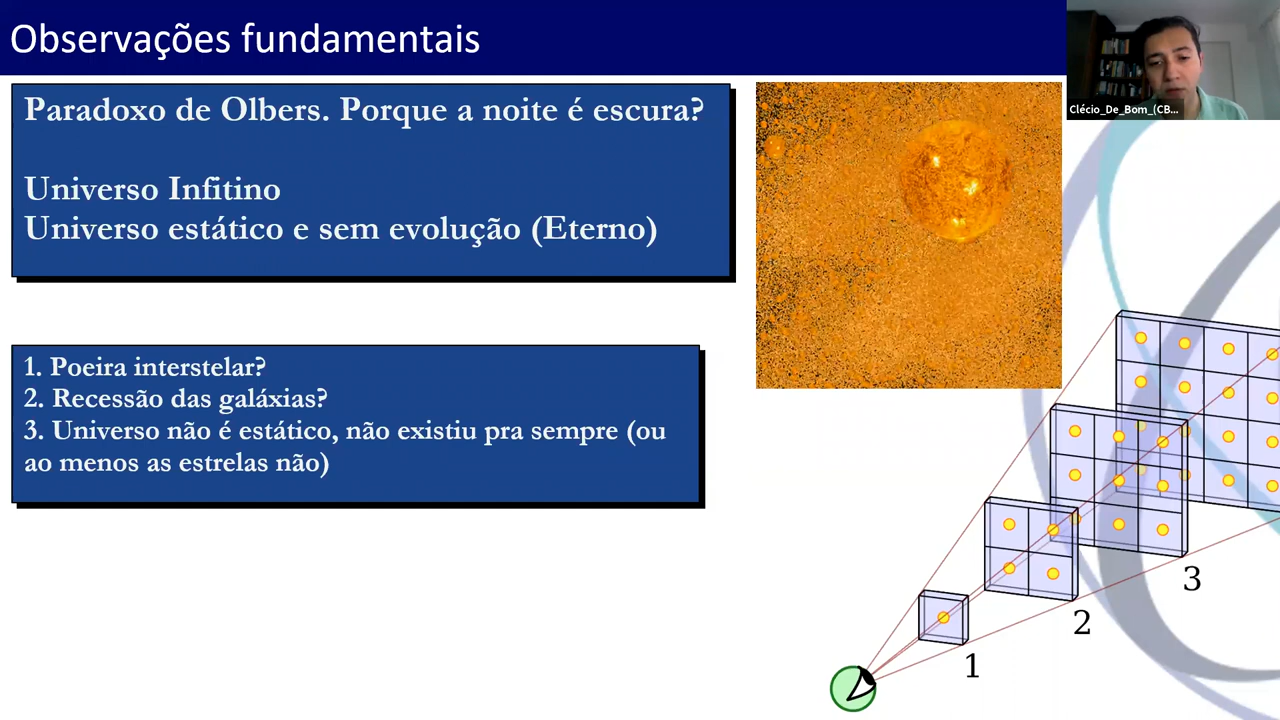 Observações fundamentais
Clécio_De_Bom_(CB...
Paradoxo de Olbers. Porque a noite é escura?
Universo Infitino
Universo estático e sem evolução (Eterno)
1. Poeira interstelar?
2. Recessão das galáxias?
3. Universo não é estático, não existiu pra sempre (ou
ao menos as estrelas não)
3
2
1